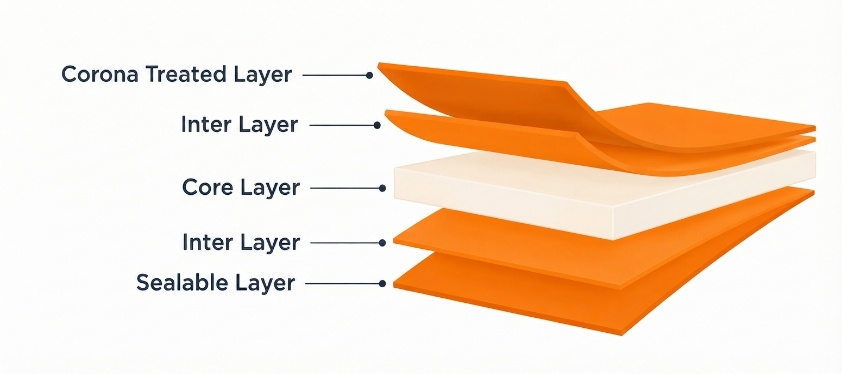 Corona Treated Layer
Inter Layer
Core Layer
Inter Layer
Sealable Layer